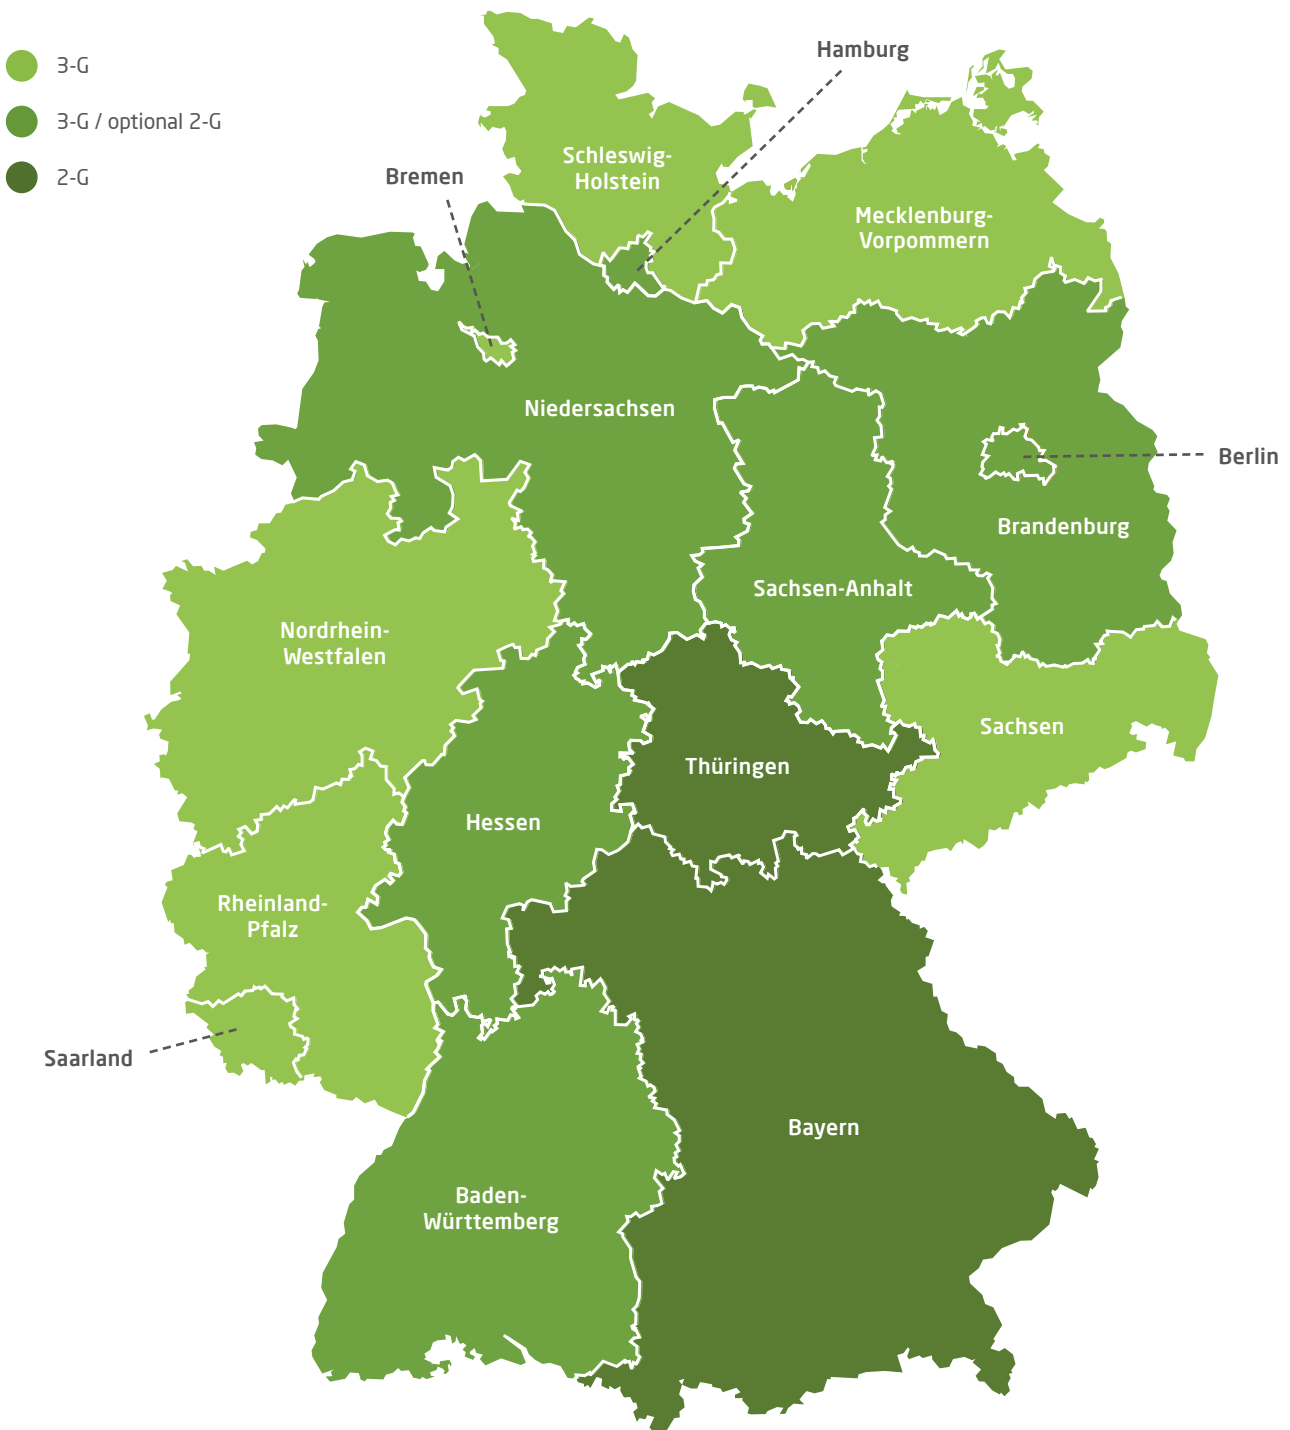 3-G
3-G / optional 2-G
2-G
Hamburg
Bremen
Schleswig-
Holstein
Mecklenburg-
Vorpommern
Niedersachsen
Berlin
Brandenburg
Sachsen-Anhalt
Nordrhein-
Westfalen
Sachsen
Thüringen
Hessen
Rheinland-
Pfalz
Saarland
Bayern
Baden-
Württemberg